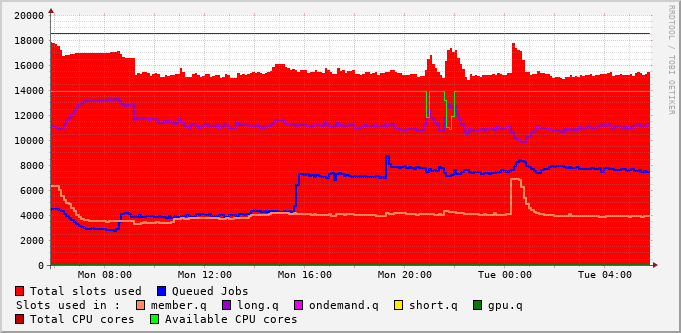 20000
18000
16000
14000
12000
10000
8000
6000
4000
2000
0
Mon 08:00 Mon 12:00 Mon 16:00 Mon 20:00 Tue 00:00 Tue 04:00
RRDTOOL / TOBI OETIKER
Total slots used Queued Jobs
Slots used in : member.q long.q ondemand.q short.q gpu.q
Total CPU cores Available CPU cores